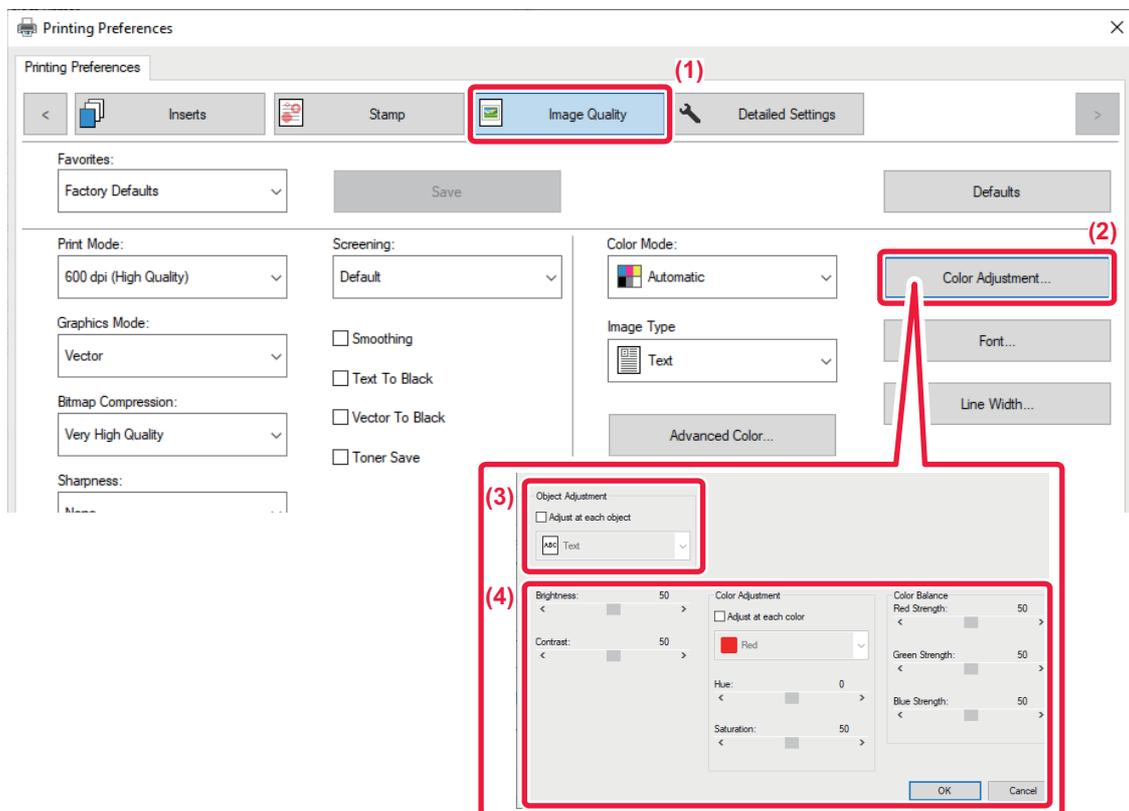 Printing Preferences
Printing Preferences
(1)
<
Inserts
Stamp
Image Quality
Detailed Settings
>
Favorites:
Factory Defaults
Save
Defaults
(2)
Print Mode:
600 dpi (High Quality)
Screening:
Default
Color Mode:
Automatic
Color Adjustment...
Graphics Mode:
Vector
Smoothing
Text To Black
Vector To Black
Toner Save
Image Type
Text
Font...
Bitmap Compression:
Very High Quality
Line Width...
Advanced Color...
Sharpness:
None
(3)
Object Adjustment
Adjust at each object
ABC Text
(4)
Brightness: 50
< >
Contrast: 50
< >
Color Adjustment
Adjust at each color
Red
Hue: 0
< >
Saturation: 50
< >
Color Balance
Red Strength: 50
< >
Green Strength: 50
< >
Blue Strength: 50
< >
OK
Cancel